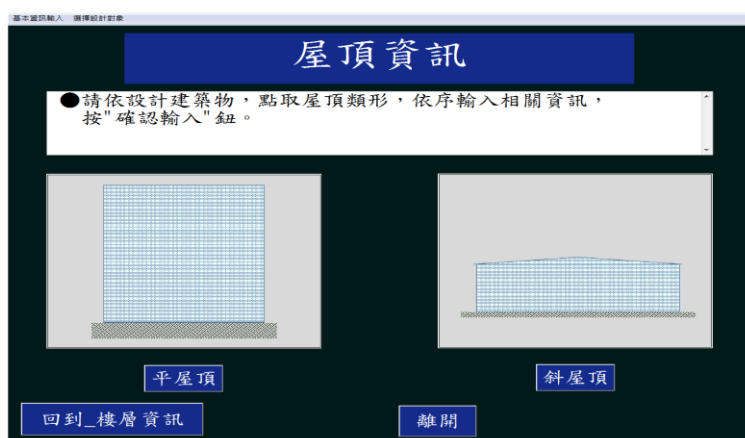 基本資訊輸入 選擇設計對象
屋頂資訊
●請依設計建築物，點取屋頂類形，依序輸入相關資訊，
按"確認輸入"鈕。
平屋頂
斜屋頂
回到_樓層資訊
離開